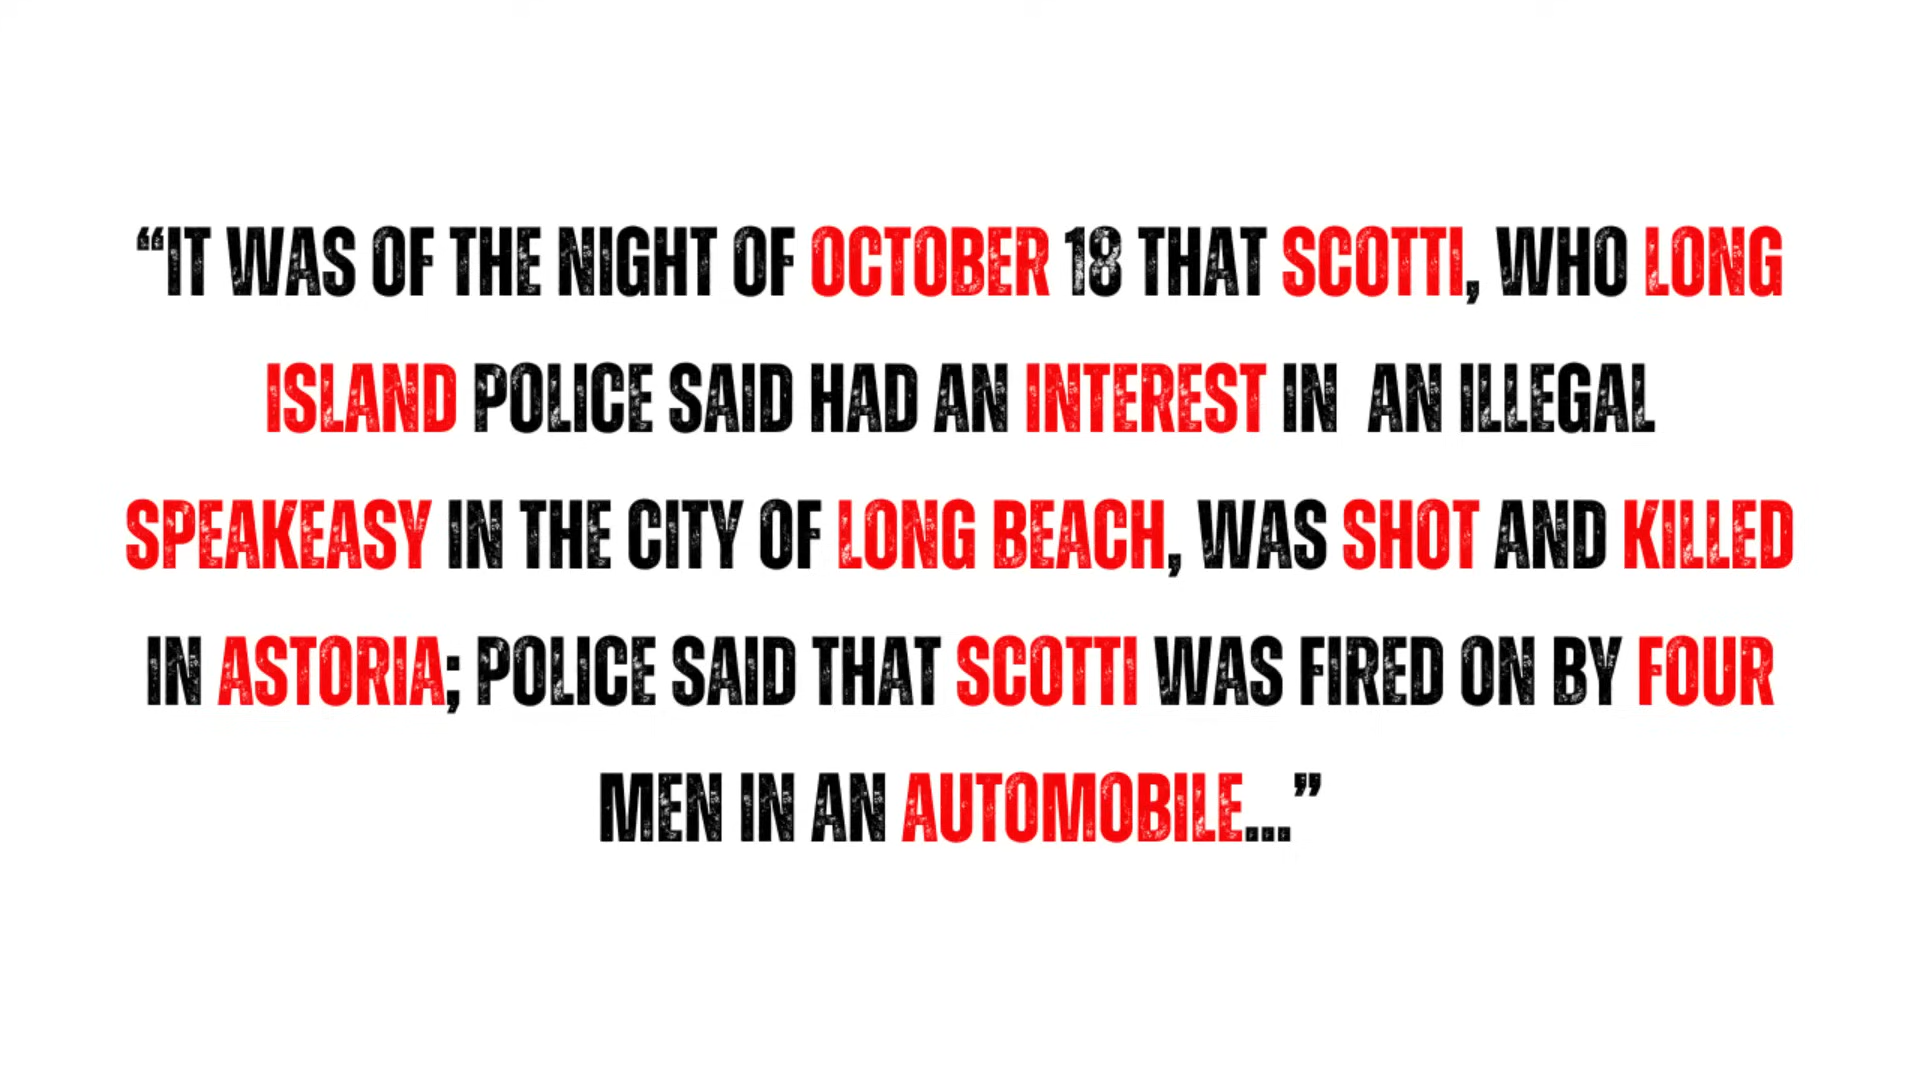 “IT WAS OF THE NIGHT OF OCTOBER 18 THAT SCOTTI, WHO LONG
ISLAND POLICE SAID HAD AN INTEREST IN  AN ILLEGAL
SPEAKEASY IN THE CITY OF LONG BEACH, WAS SHOT AND KILLED
IN ASTORIA; POLICE SAID THAT SCOTTI WAS FIRED ON BY FOUR
MEN IN AN AUTOMOBILE...”